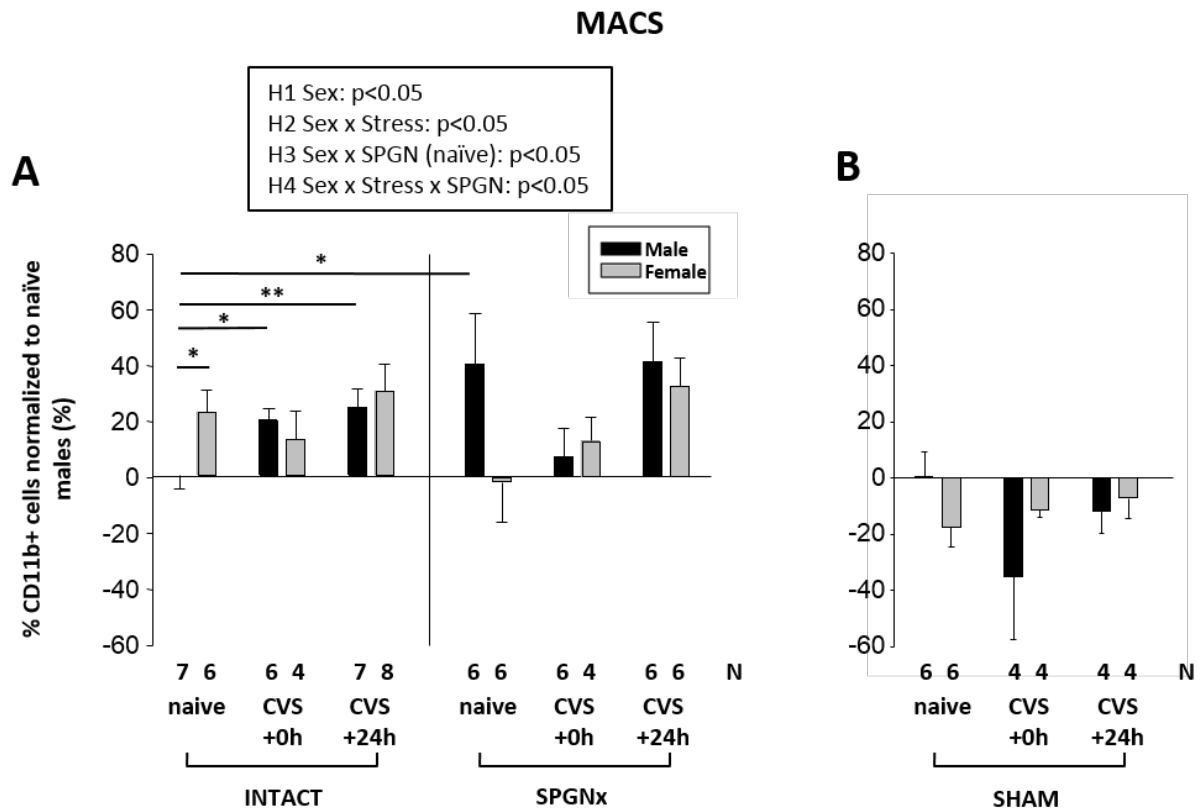 MACS
H1 Sex: p<0.05
H2 Sex x Stress: p<0.05
H3 Sex x SPGN (naïve): p<0.05
H4 Sex x Stress x SPGN: p<0.05
A
B
Male
Female
% CD11b+ cells normalized to naïve
males (%)
80
60
40
20
0
-20
-40
-60
*
**
*
*
80
60
40
20
0
-20
-40
-60
7 6 6 4 7 8 6 6 6 4 6 6 N
naive CVS CVS naive CVS CVS
+0h +24h +0h +24h
INTACT SPGNx
6 6 4 4 4 4 N
naive CVS CVS
+0h +24h
SHAM